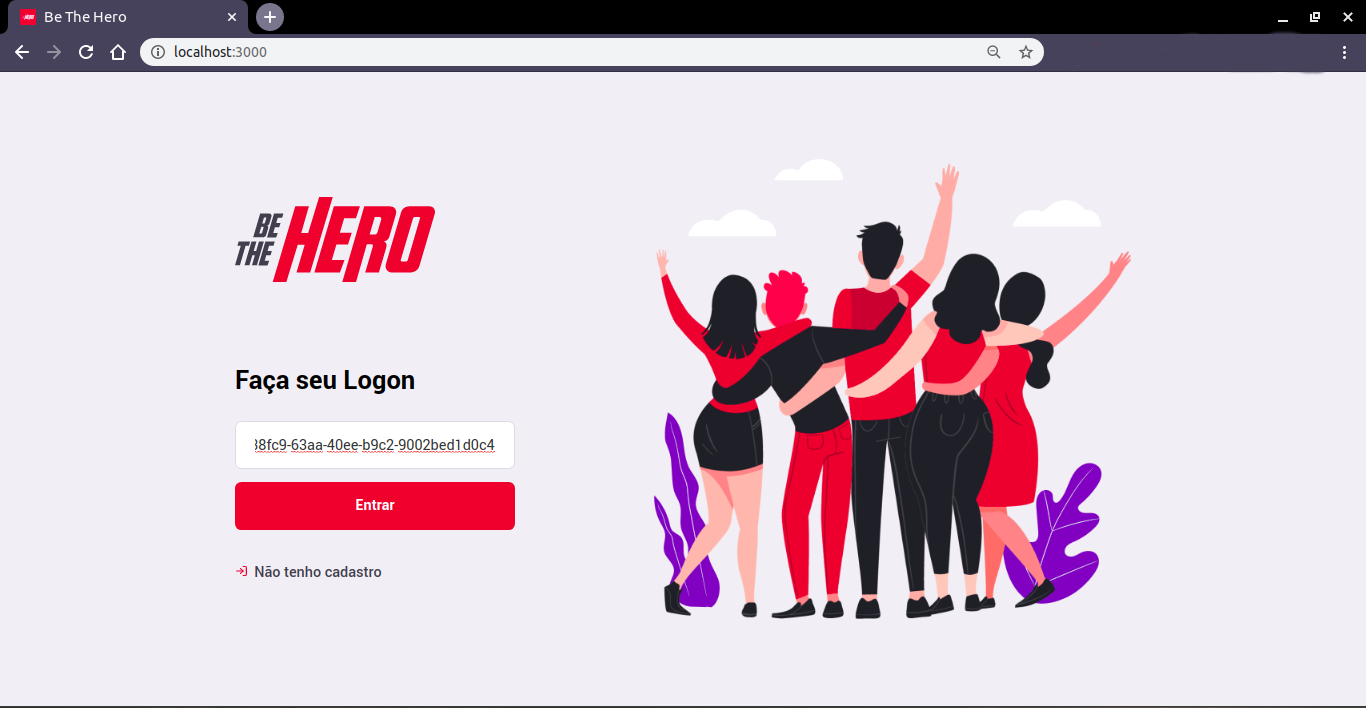 Be The Hero
localhost:3000
BE
THE HERO
Faça seu Logon
8fc9-63aa-40ee-b9c2-9002bed1d0c4
Entrar
Não tenho cadastro